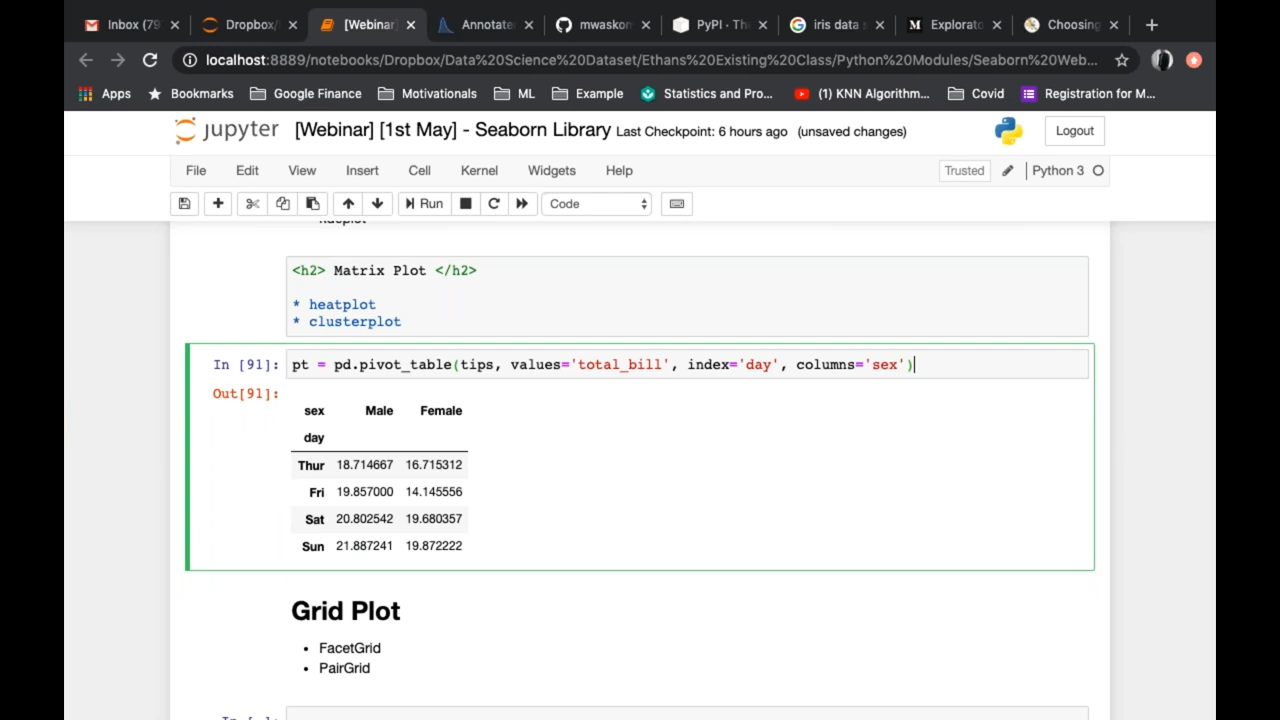 Inbox (79
Dropbox/
[Webinar]
Annotate
mwaskom
PyPI · The
iris data s
Explorato
Choosing
localhost:8889/notebooks/Dropbox/Data%20Science%20Dataset/Ethans%20Existing%20Class/Python%20Modules/Seaborn%20Web...
Apps
Bookmarks
Google Finance
Motivationals
ML
Example
Statistics and Pro...
(1) KNN Algorithm...
Covid
Registration for M...
jupyter [Webinar] [1st May] - Seaborn Library Last Checkpoint: 6 hours ago (unsaved changes)
Logout
File Edit View Insert Cell Kernel Widgets Help
Trusted
Python 3
Run
Code
kdeplot
<h2> Matrix Plot </h2>
* heatplot
* clusterplot
In [91]: pt = pd.pivot_table(tips, values='total_bill', index='day', columns='sex')
Out[91]:
sex Male Female
day
Thur 18.714667 16.715312
Fri 19.857000 14.145556
Sat 20.802542 19.680357
Sun 21.887241 19.872222
Grid Plot
• FacetGrid
• PairGrid